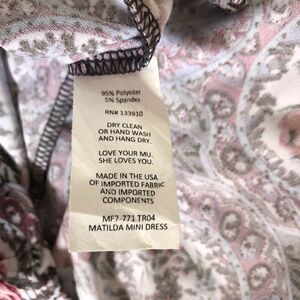 95% Polyester
5% Spandex
RN# 133910
DRY CLEAN
OR HAND WASH
AND HANG DRY.
LOVE YOUR MU.
SHE LOVES YOU.
MADE IN THE USA
OF IMPORTED FABRIC
AND IMPORTED
COMPONENTS
MF7-771 TR04
MATILDA MINI DRESS